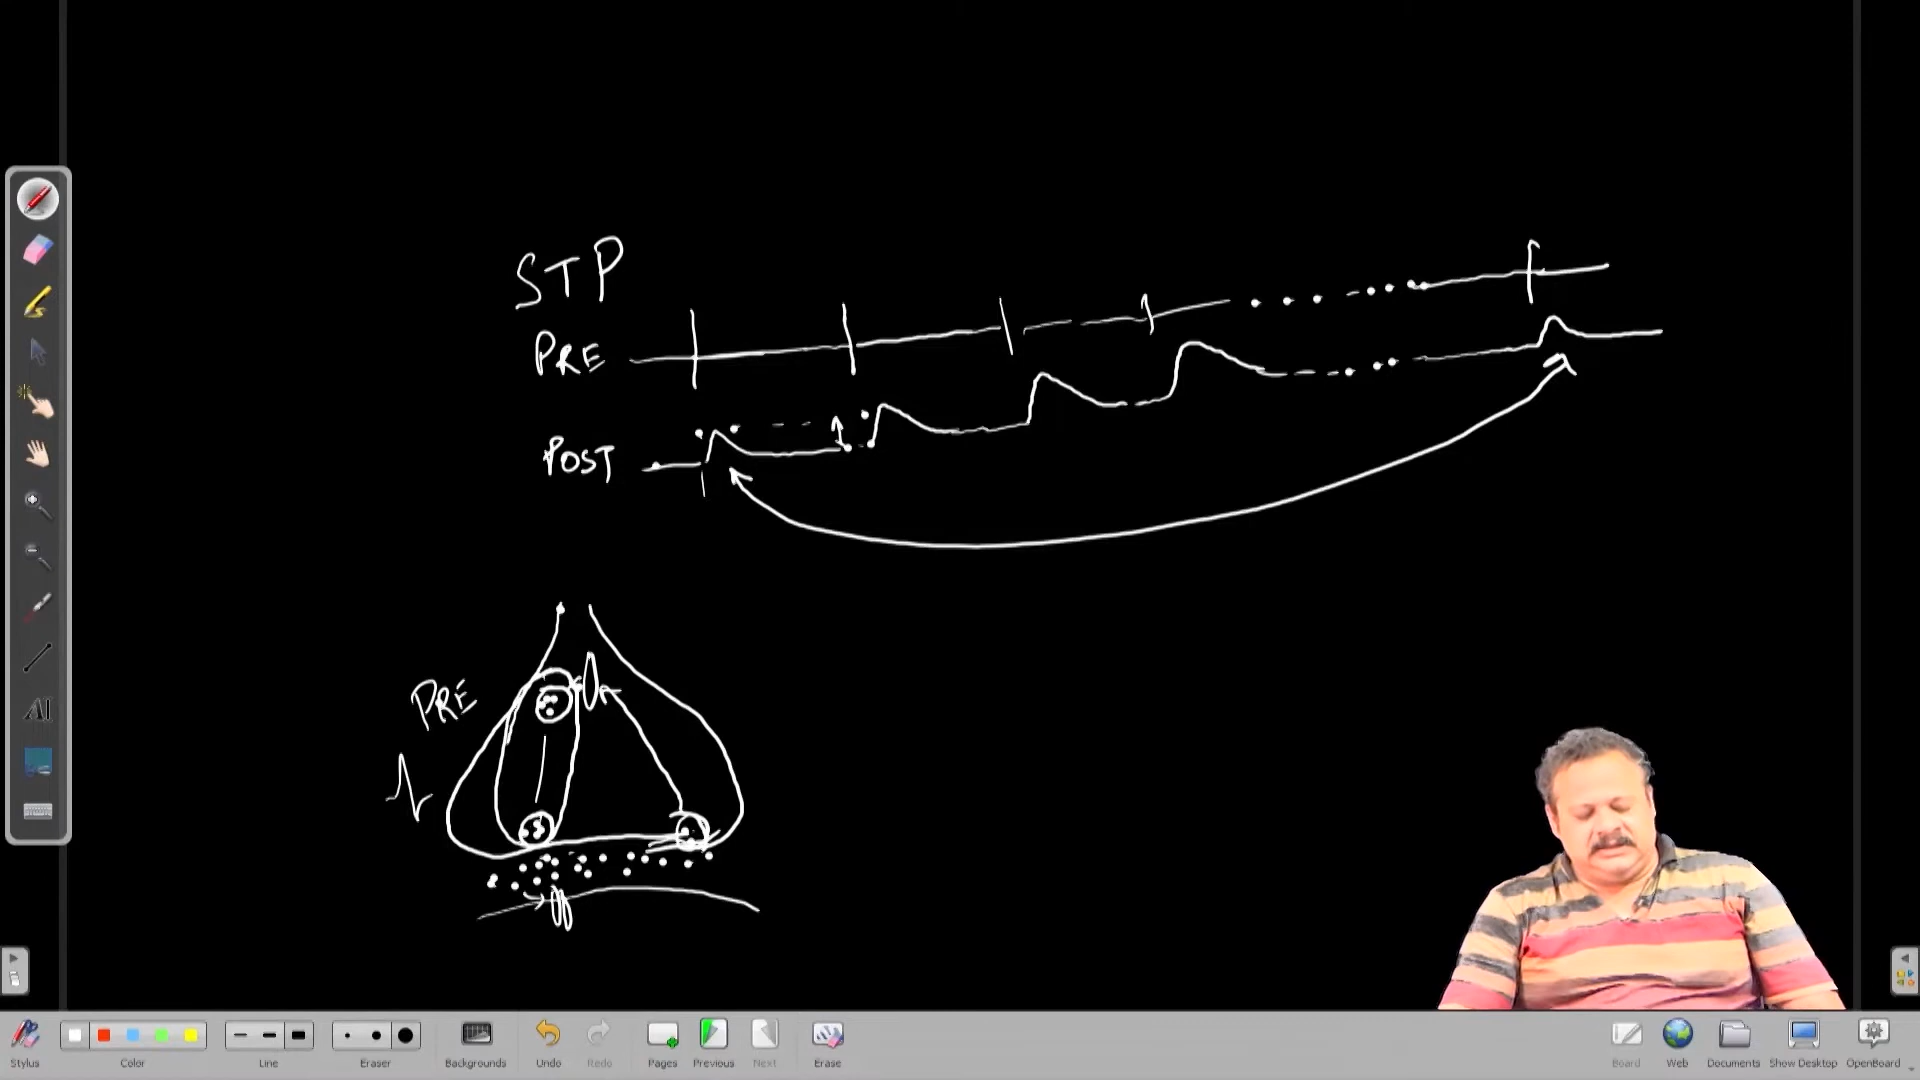 STP
PRE
POST
PRE
AI
Stylus
Color
Line
Eraser
Backgrounds
Undo
Redo
Pages
Previous
Next
Erase
Board
Web
Documents
Show Desktop
OpenBoard